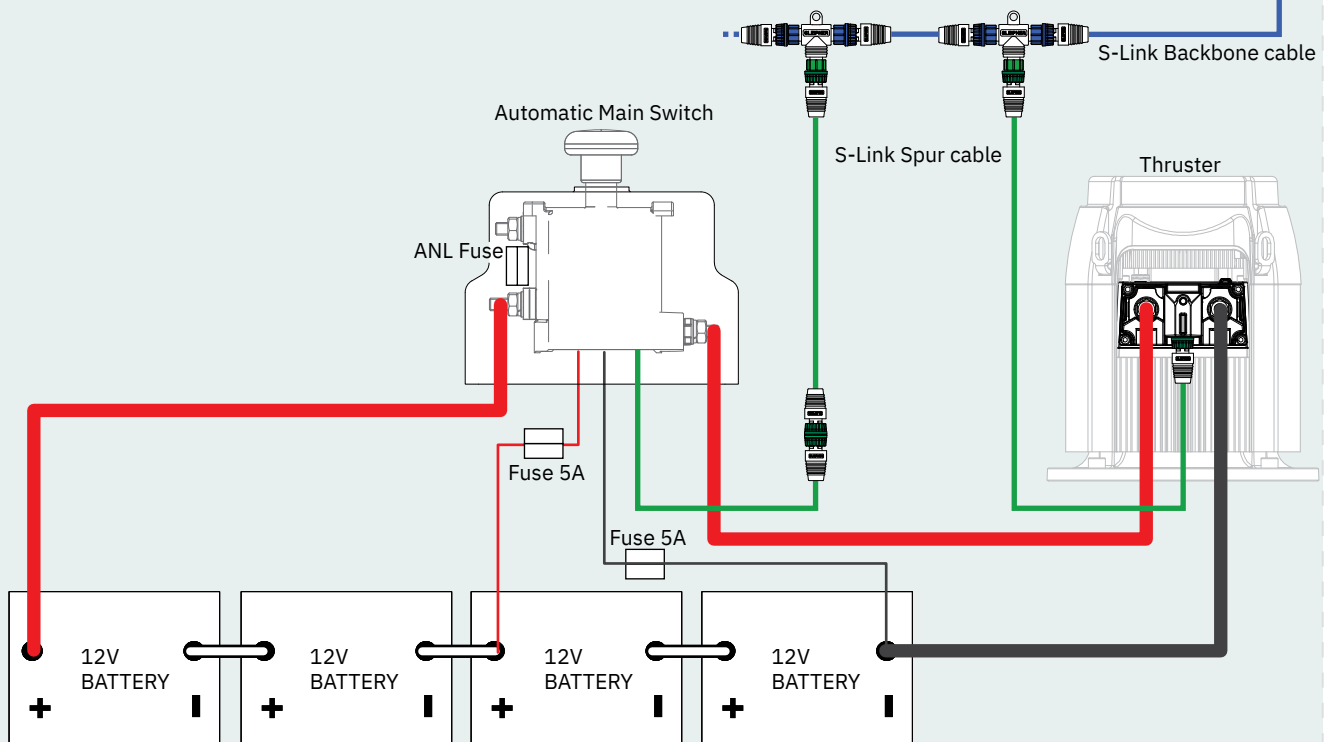 S-Link Backbone cable
Automatic Main Switch
S-Link Spur cable
Thruster
ANL Fuse
Fuse 5A
Fuse 5A
12V
BATTERY
12V
BATTERY
12V
BATTERY
12V
BATTERY
+
-
+
-
+
-
+
-